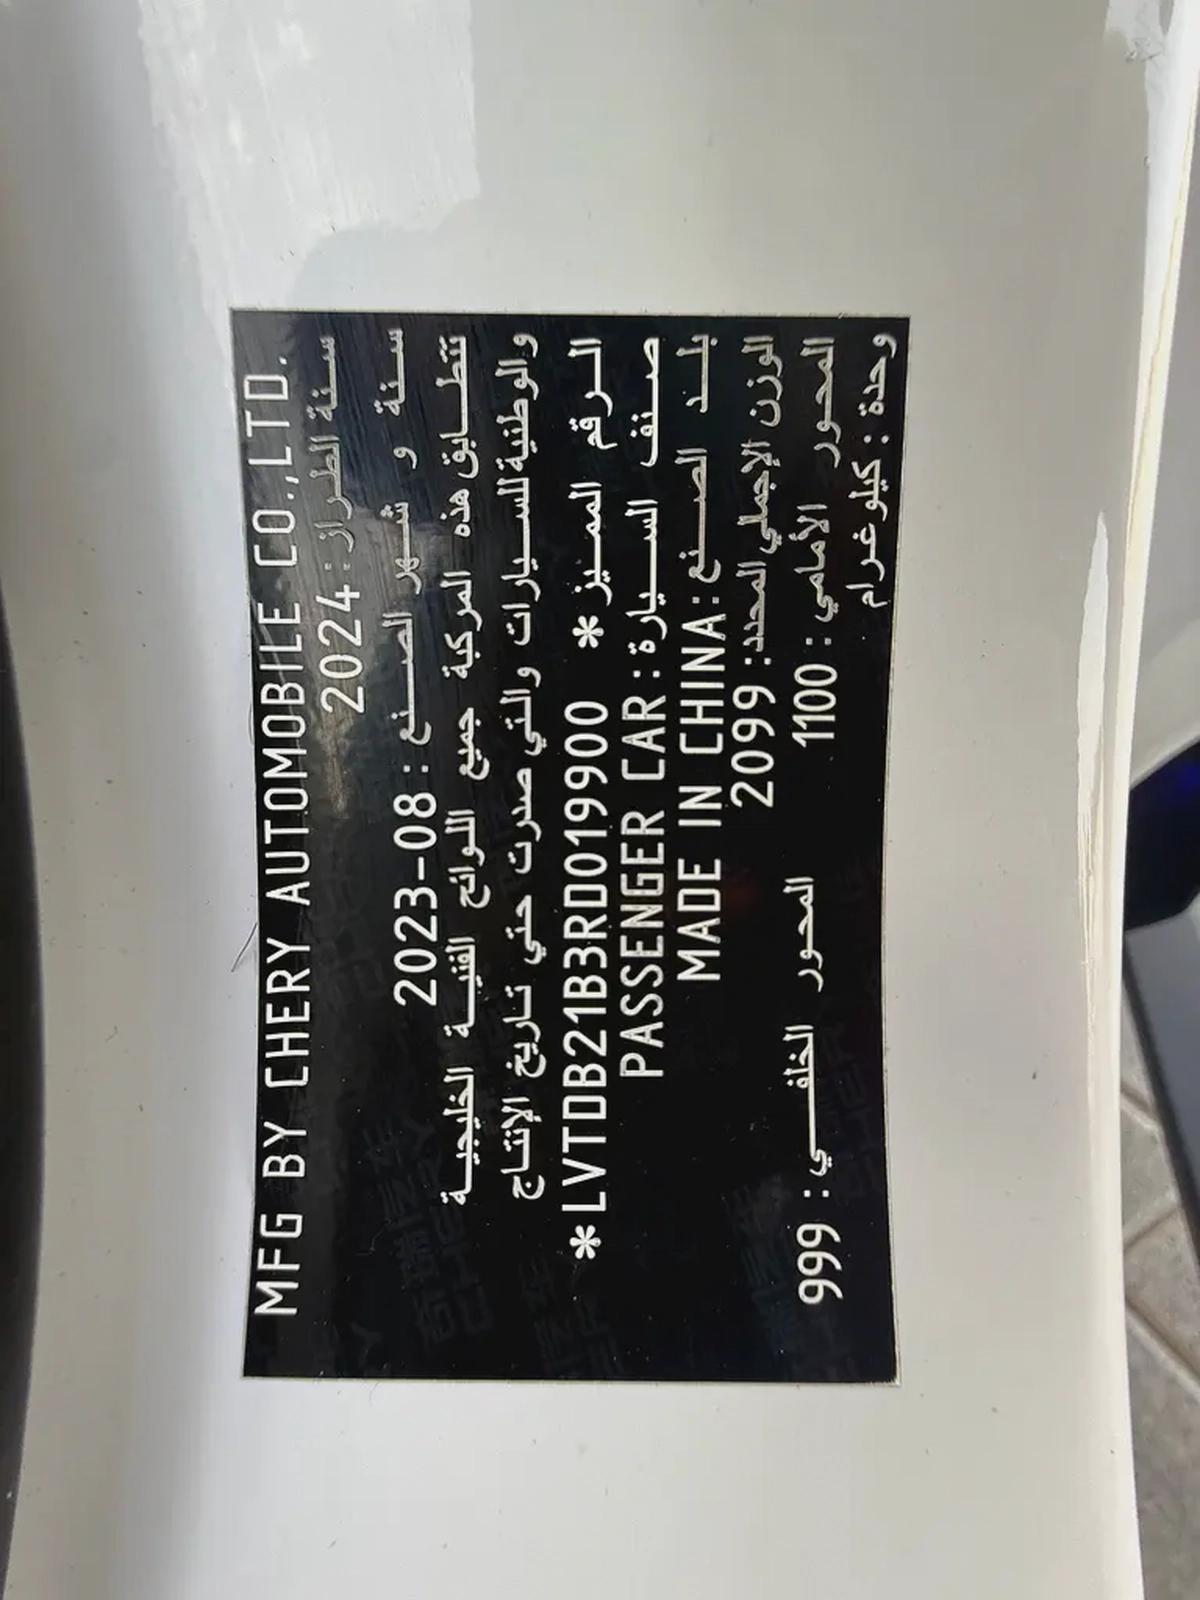 MFG BY CHERY AUTOMOBILE CO.,LTD.
سنة الطراز: 2024
سنة و شهر الصنع: 2023-08
تتطابق هذه المركبة جميع اللوائح الفنية الخليجية
والوطنية للسيارات والتي صدرت حتي تاريخ الإنتاج
الرقم المميز *LVTDB21B3RD019900*
صنف السيارة: PASSENGER CAR
بلد الصنع: MADE IN CHINA
الوزن الإجملي المحدد: 2099
المحور الأمامي: 1100 المحور الخلفي: 999
وحدة: كيلوغرام